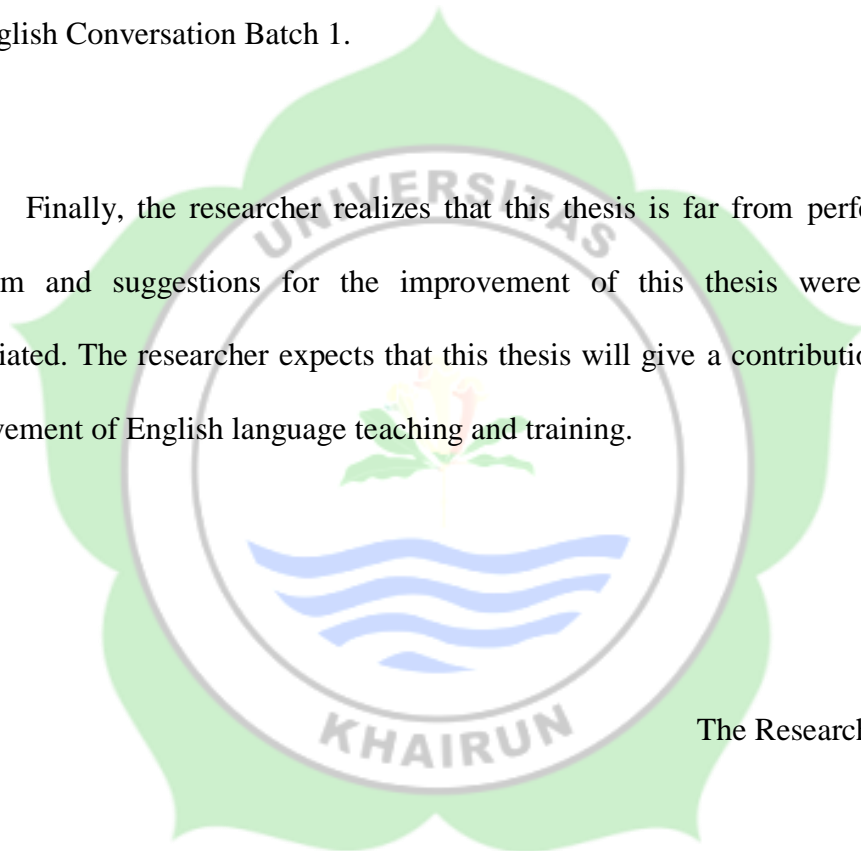 glish Conversation Batch 1.
UNIVERSITAS
Finally, the researcher realizes that this thesis is far from perfe
m and suggestions for the improvement of this thesis were
iated. The researcher expects that this thesis will give a contributio
vement of English language teaching and training.
KHAIRUN
The Research